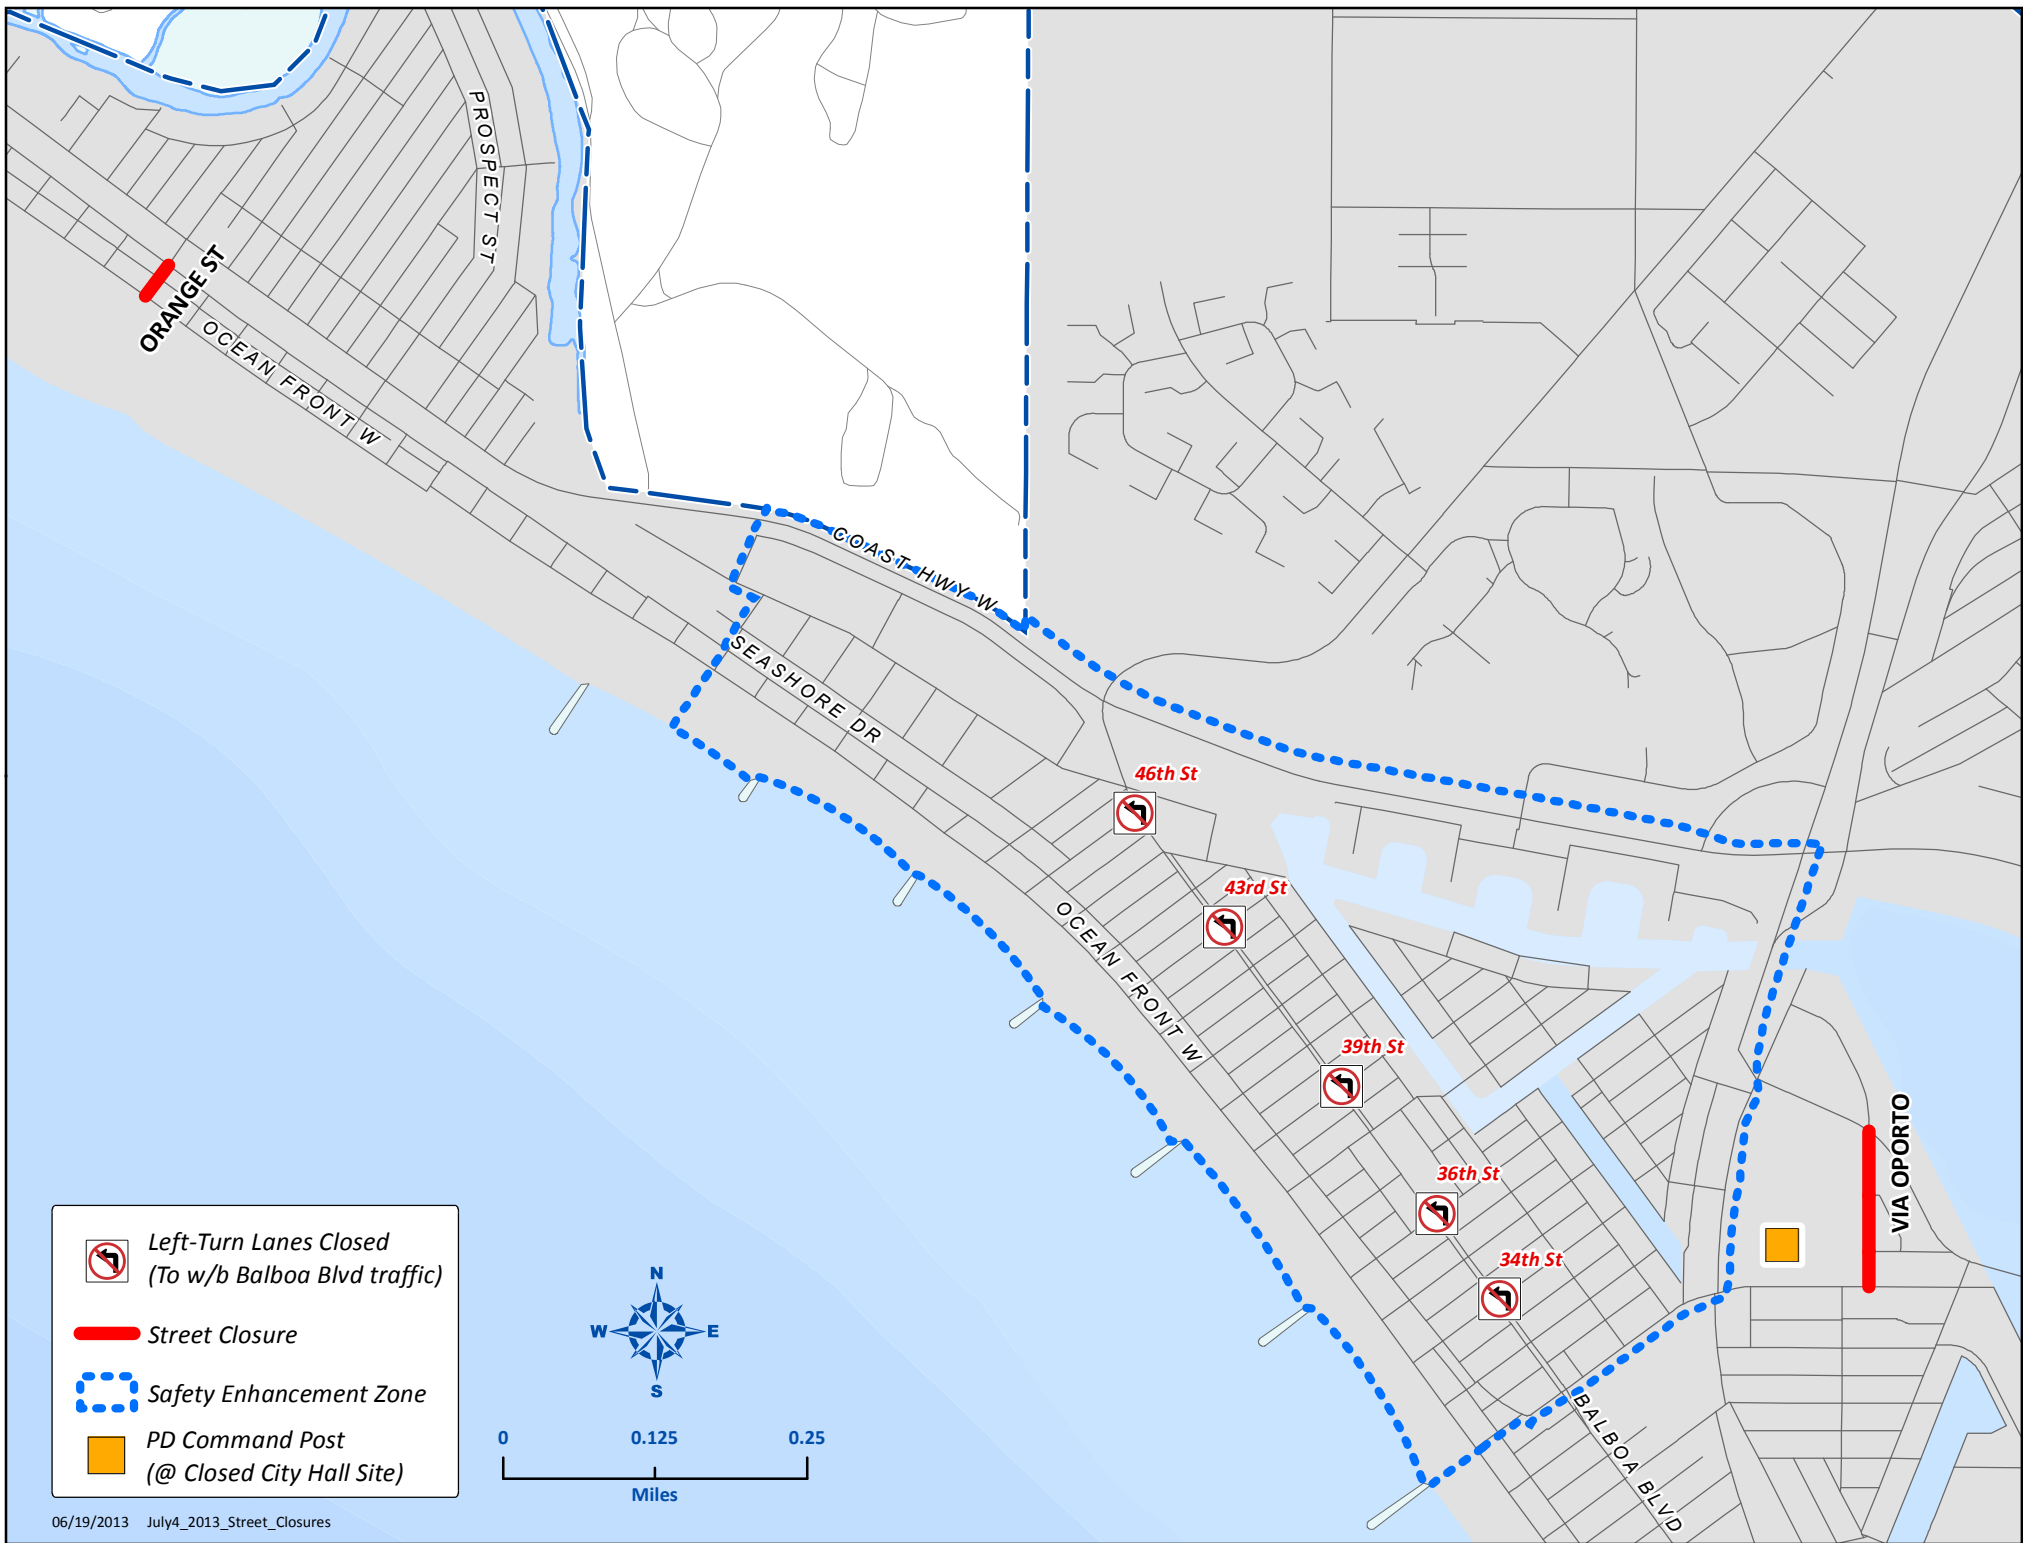 PROSPECT ST
ORANGE ST
OCEAN FRONT W
COAST HWY W
SEASHORE DR
46th St
43rd St
OCEAN FRONT W
39th St
36th St
VIA OPORTO
34th St
BALBOA BLVD
Left-Turn Lanes Closed
(To w/b Balboa Blvd traffic)
Street Closure
Safety Enhancement Zone
PD Command Post
(@ Closed City Hall Site)
N
W E
S
0 0.125 0.25
Miles
06/19/2013 July4_2013_Street_Closures